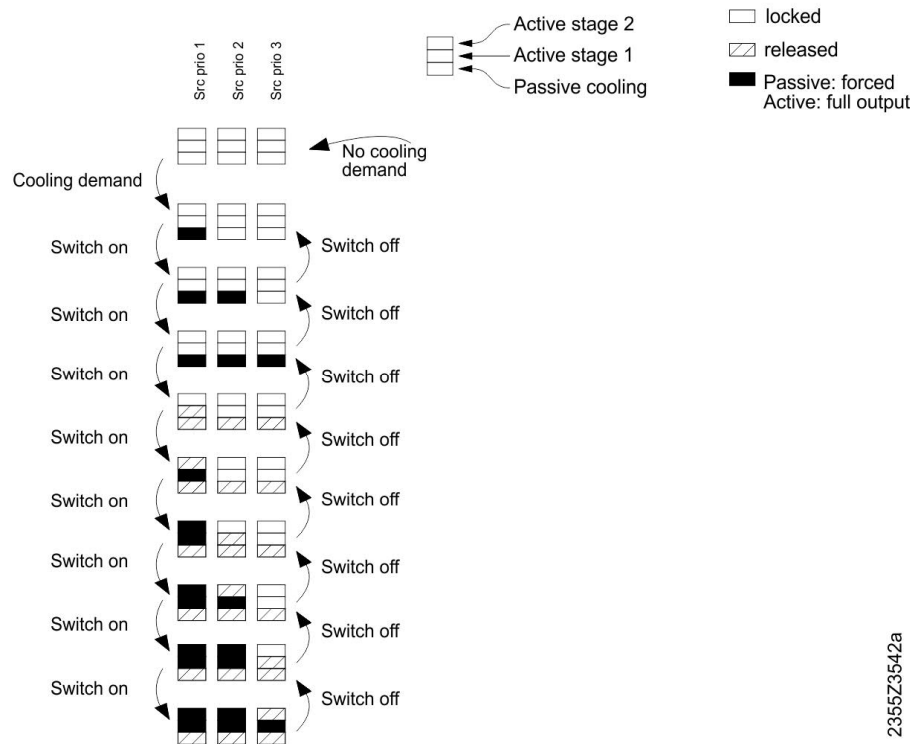 Src prio 1
Src prio 2
Src prio 3
Active stage 2
Active stage 1
Passive cooling
locked
released
Passive: forced
Active: full output
No cooling
demand
Cooling demand
Switch on
Switch off
Switch on
Switch off
Switch on
Switch off
Switch on
Switch off
Switch on
Switch off
Switch on
Switch off
Switch on
Switch off
Switch on
Switch off
2355Z3542a